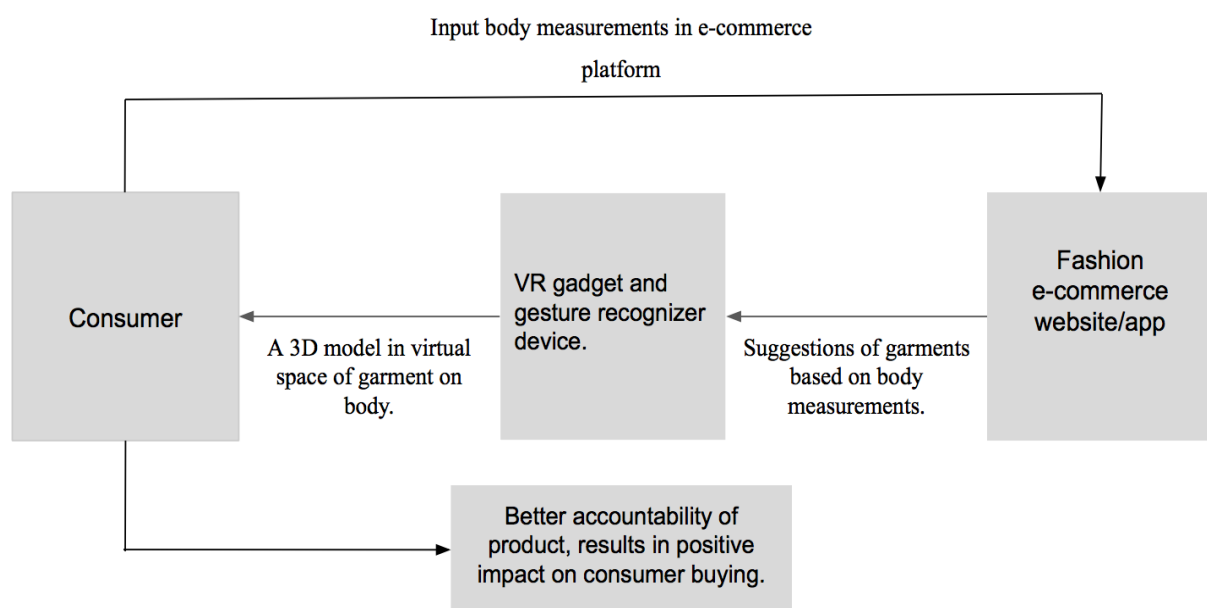 Input body measurements in e-commerce
platform
Consumer
A 3D model in virtual
space of garment on
body.
VR gadget and
gesture recognizer
device.
Suggestions of garments
based on body
measurements.
Fashion
e-commerce
website/app
Better accountability of
product, results in positive
impact on consumer buying.